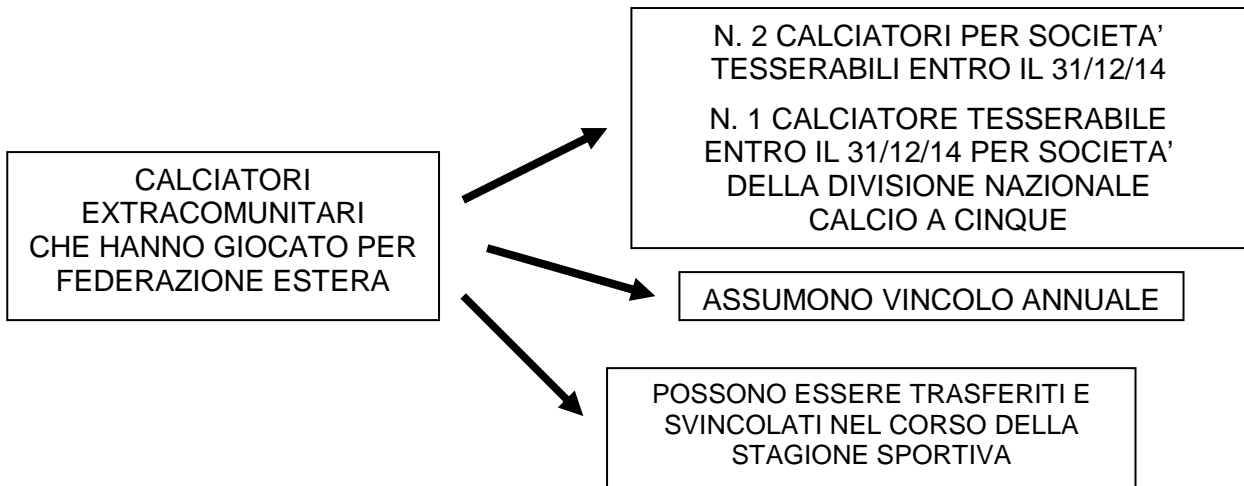 CALCIATORI
EXTRACOMUNITARI
CHE HANNO GIOCATO PER
FEDERAZIONE ESTERA
N. 2 CALCIATORI PER SOCIETA’
TESSERABILI ENTRO IL 31/12/14
N. 1 CALCIATORE TESSERABILE
ENTRO IL 31/12/14 PER SOCIETA’
DELLA DIVISIONE NAZIONALE
CALCIO A CINQUE
ASSUMONO VINCOLO ANNUALE
POSSONO ESSERE TRASFERITI E
SVINCOLATI NEL CORSO DELLA
STAGIONE SPORTIVA